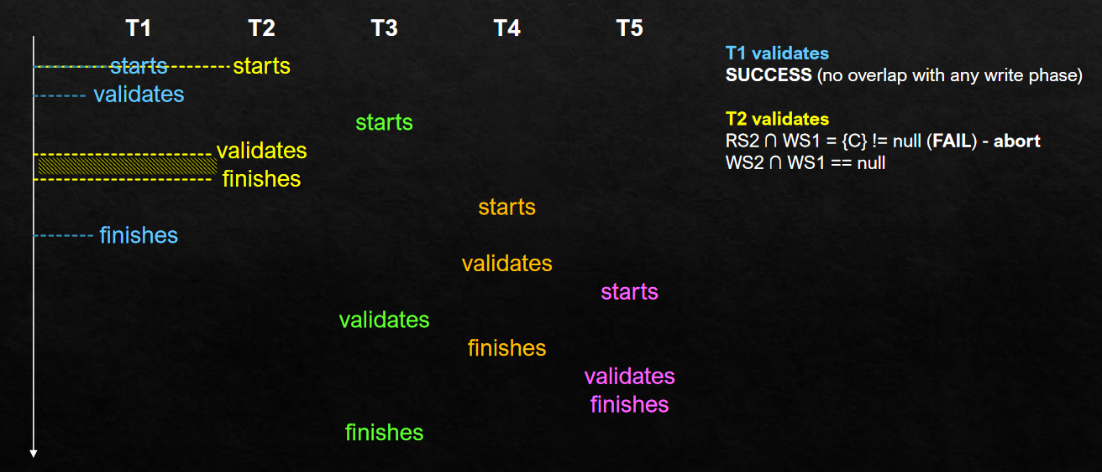 T1 T2 T3 T4 T5
starts starts
validates
starts
validates
finishes
starts
finishes
validates
starts
validates
finishes
validates
finishes
finishes
T1 validates
SUCCESS (no overlap with any write phase)
T2 validates
RS2 ∩ WS1 = {C} != null (FAIL) - abort
WS2 ∩ WS1 == null